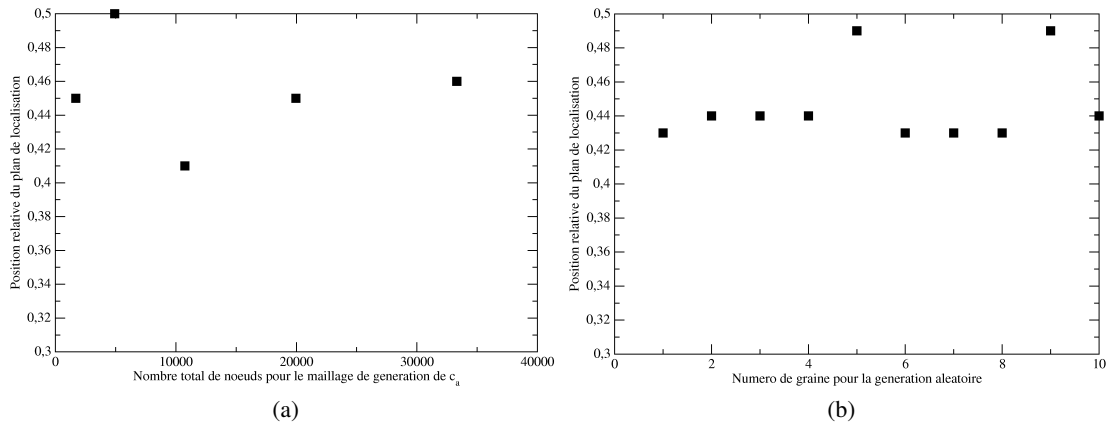 0,5
0,48
0,46
0,44
0,42
0,4
0,38
0,36
0,34
0,32
0,3
Position relative du plan de localisation
0 10000 20000 30000 40000
Nombre total de noeuds pour le maillage de generation de c_a
(a)
0,5
0,48
0,46
0,44
0,42
0,4
0,38
0,36
0,34
0,32
0,3
Position relative du plan de localisation
0 2 4 6 8 10
Numero de graine pour la generation aleatoire
(b)